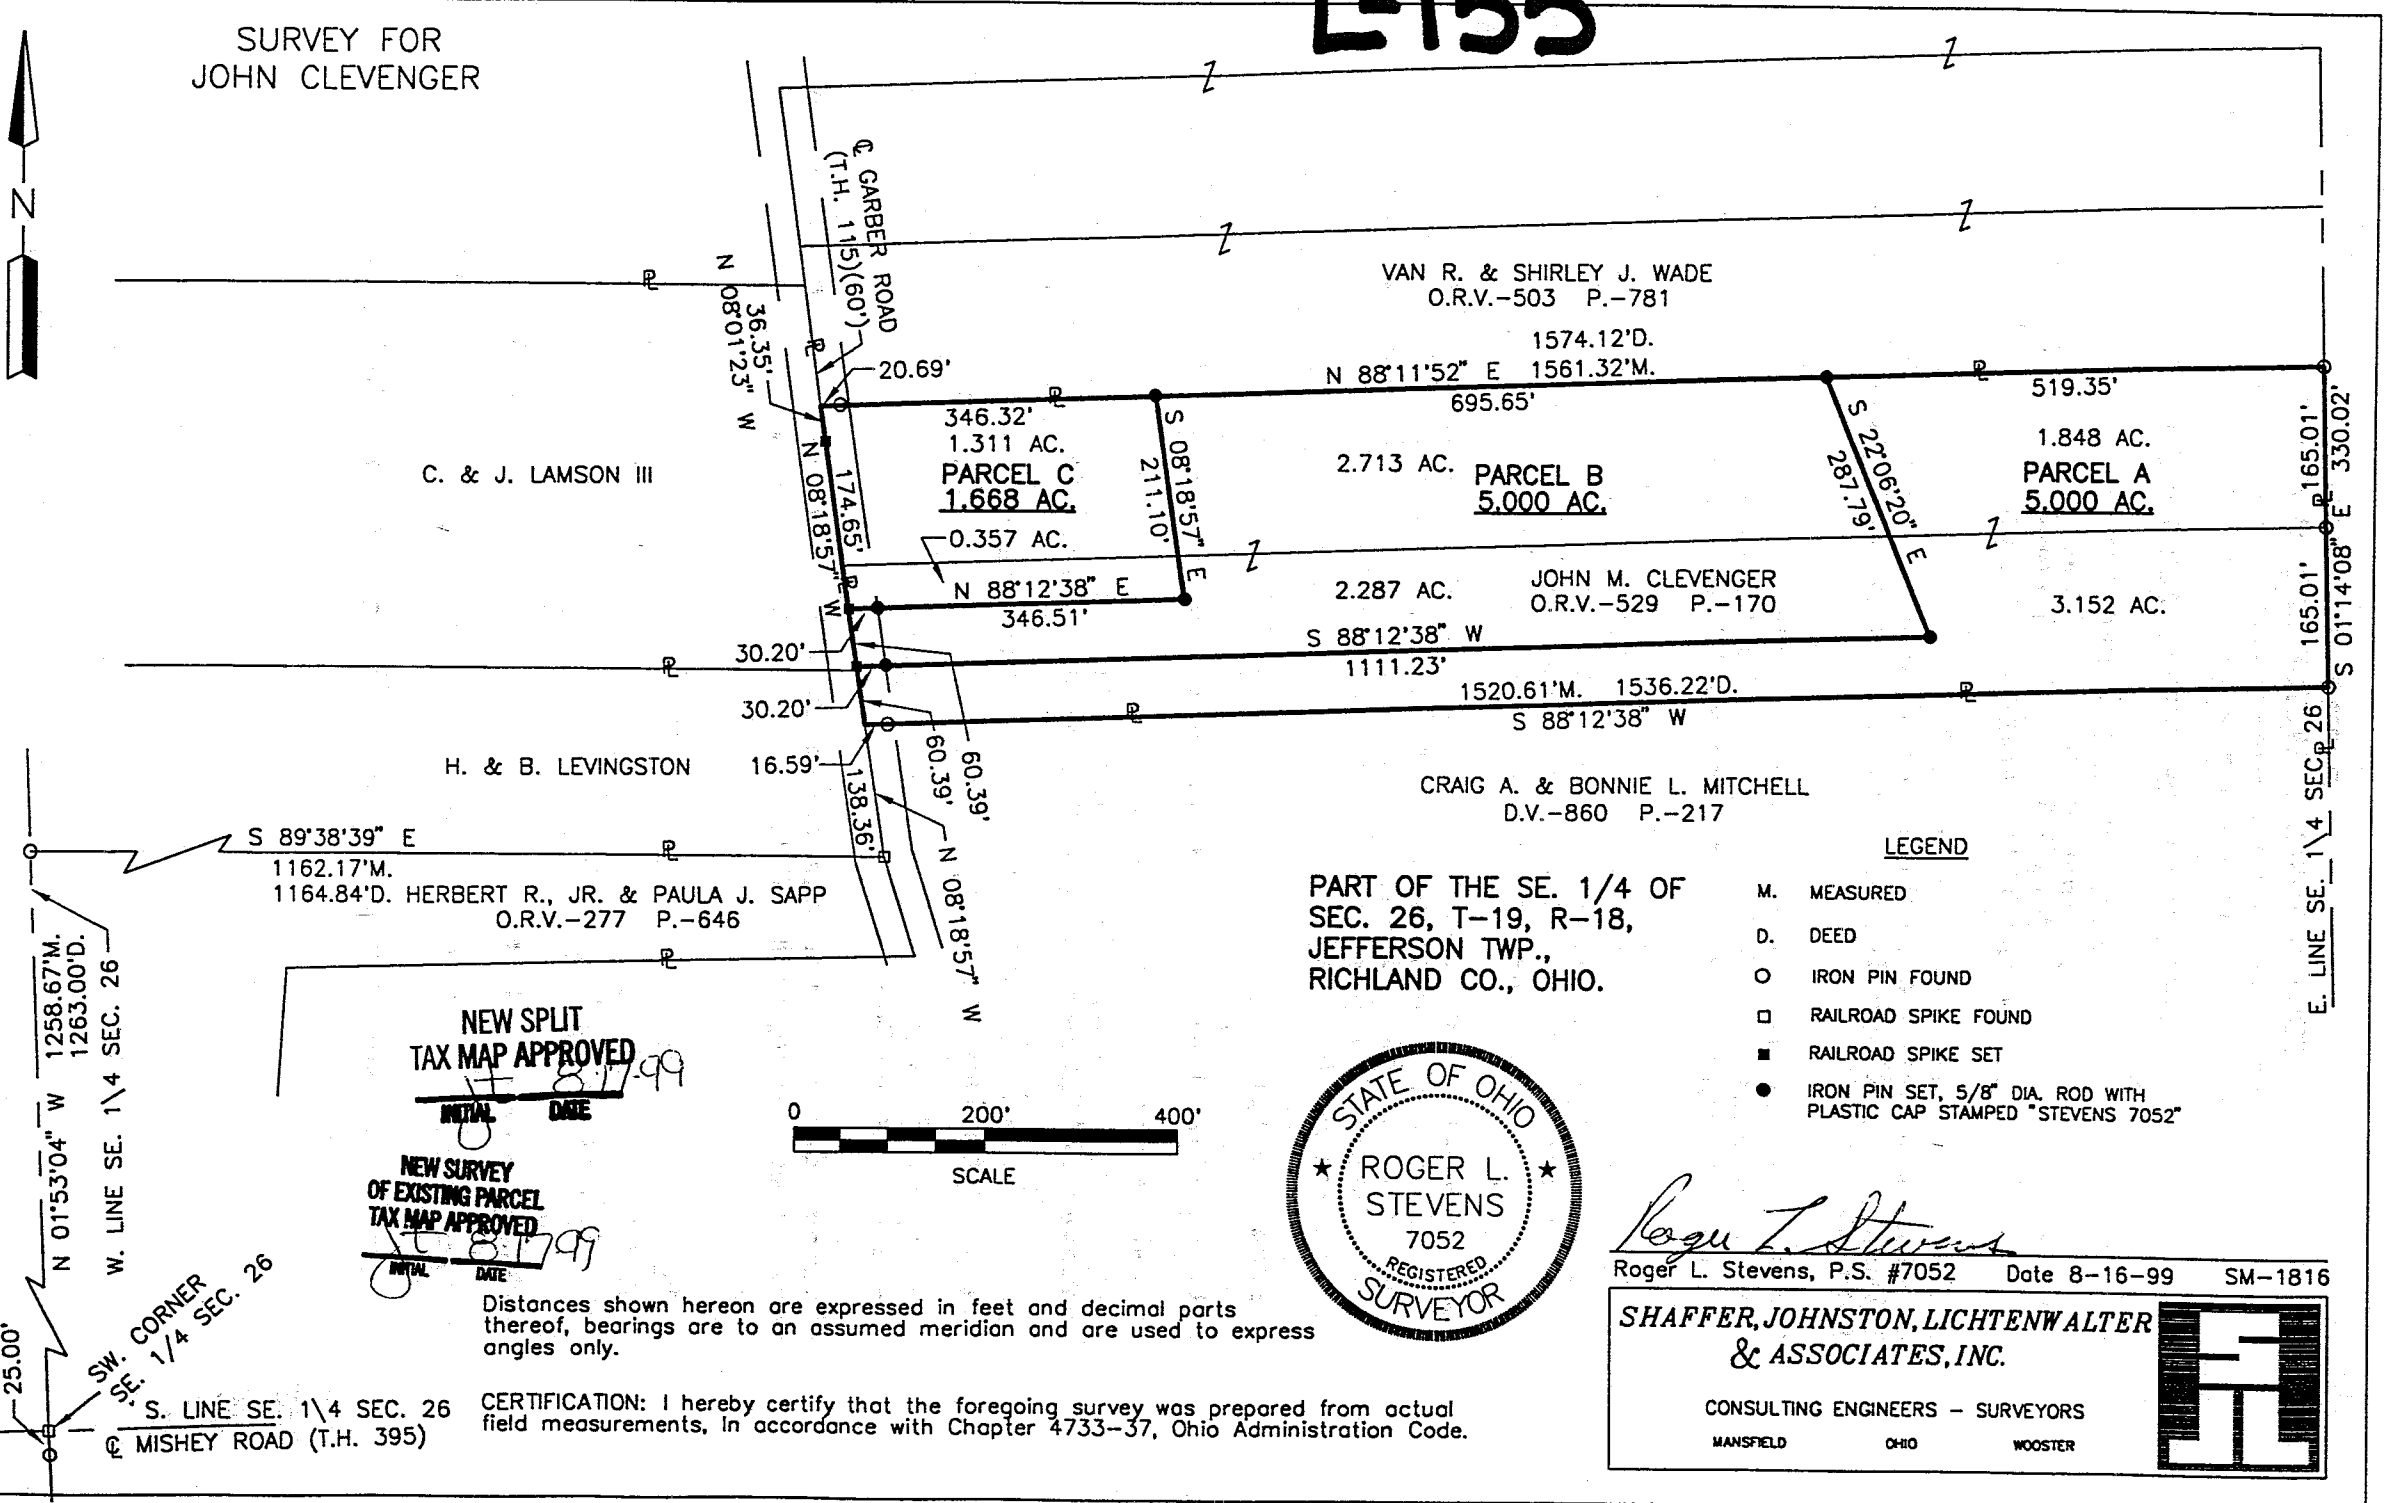 L-155
SURVEY FOR
JOHN CLEVENGER
N
℄ GARBER ROAD
(T.H. 115)(60')
N 08°01'23" W
36.35'
20.69'
VAN R. & SHIRLEY J. WADE
O.R.V.-503 P.-781
1574.12'D.
N 88°11'52" E 1561.32'M.
346.32'
695.65'
519.35'
1.311 AC.
PARCEL C
1.668 AC.
0.357 AC.
N 88°12'38" E
346.51'
S 08°18'57" E
211.10'
2.713 AC.
PARCEL B
5.000 AC.
2.287 AC.
JOHN M. CLEVENGER
O.R.V.-529 P.-170
S 22°06'20" E
287.79'
1.848 AC.
PARCEL A
5.000 AC.
3.152 AC.
165.01'
165.01'
S 01°14'08" E 330.02'
C. & J. LAMSON III
174.65'
N 08°18'57" W
30.20'
30.20'
S 88°12'38" W
1111.23'
1520.61'M. 1536.22'D.
S 88°12'38" W
60.39'
60.39'
16.59'
138.36'
N 08°18'57" W
H. & B. LEVINGSTON
CRAIG A. & BONNIE L. MITCHELL
D.V.-860 P.-217
E. LINE SE. 1\4 SEC. 26
S 89°38'39" E
1162.17'M.
1164.84'D. HERBERT R., JR. & PAULA J. SAPP
O.R.V.-277 P.-646
N 01°53'04" W 1258.67'M.
1263.00'D.
W. LINE SE. 1\4 SEC. 26
PART OF THE SE. 1/4 OF
SEC. 26, T-19, R-18,
JEFFERSON TWP.,
RICHLAND CO., OHIO.
LEGEND
M. MEASURED
D. DEED
IRON PIN FOUND
RAILROAD SPIKE FOUND
RAILROAD SPIKE SET
IRON PIN SET, 5/8" DIA. ROD WITH
PLASTIC CAP STAMPED "STEVENS 7052"
NEW SPLIT
TAX MAP APPROVED
8-17-99
INITIAL DATE
NEW SURVEY
OF EXISTING PARCEL
TAX MAP APPROVED
8-17-99
INITIAL DATE
0 200' 400'
SCALE
STATE OF OHIO
ROGER L.
STEVENS
7052
REGISTERED
SURVEYOR
Roger L. Stevens
Roger L. Stevens, P.S. #7052 Date 8-16-99 SM-1816
SHAFFER, JOHNSTON, LICHTENWALTER
& ASSOCIATES, INC.
CONSULTING ENGINEERS - SURVEYORS
MANSFIELD OHIO WOOSTER
Distances shown hereon are expressed in feet and decimal parts
thereof, bearings are to an assumed meridian and are used to express
angles only.
CERTIFICATION: I hereby certify that the foregoing survey was prepared from actual
field measurements, In accordance with Chapter 4733-37, Ohio Administration Code.
25.00'
SW. CORNER
SE. 1/4 SEC. 26
S. LINE SE. 1\4 SEC. 26
℄ MISHEY ROAD (T.H. 395)